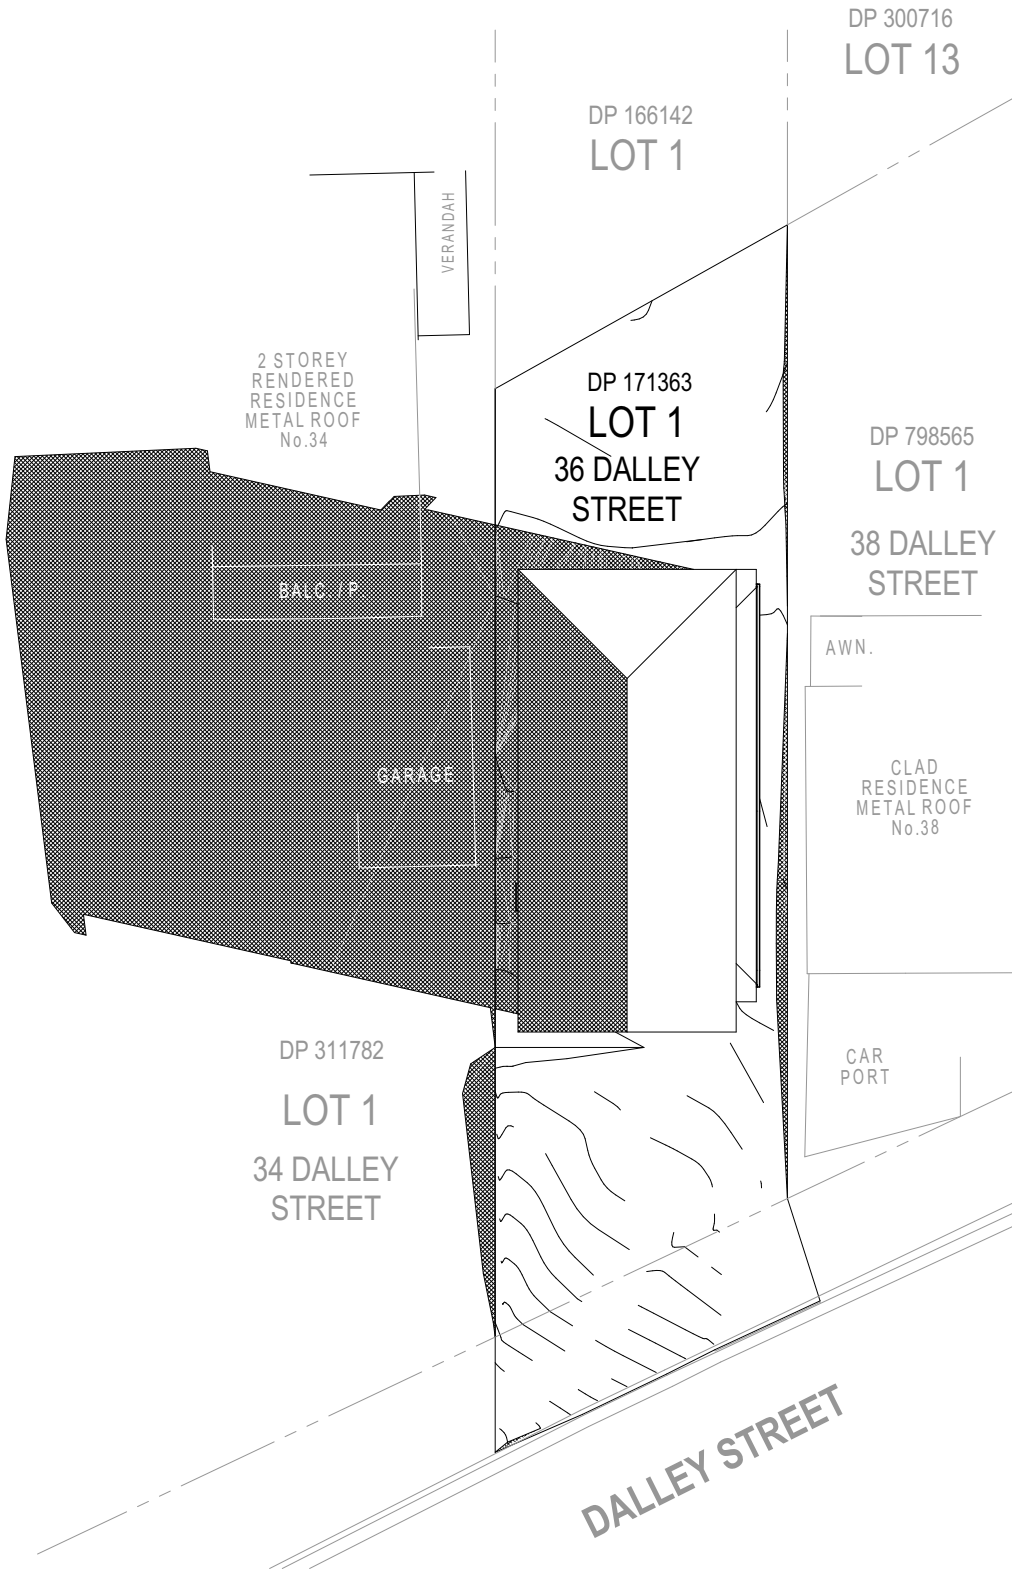 DP 300716
LOT 13
DP 166142
LOT 1
VERANDAH
2 STOREY
RENDERED
RESIDENCE
METAL ROOF
No.34
DP 171363
LOT 1
36 DALLEY
STREET
DP 798565
LOT 1
38 DALLEY
STREET
BALC. / P
AWN.
GARAGE
CLAD
RESIDENCE
METAL ROOF
No.38
DP 311782
LOT 1
34 DALLEY
STREET
CAR
PORT
DALLEY STREET